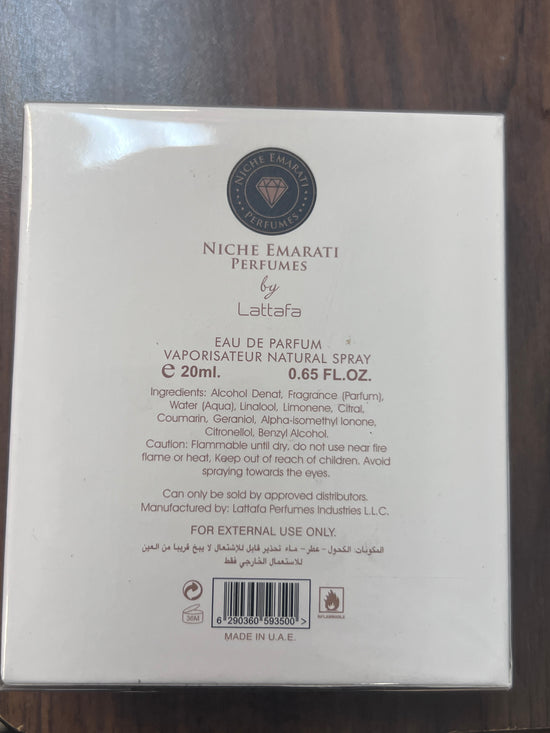 NICHE EMARATI
PERFUMES
NICHE EMARATI
PERFUMES
by
Lattafa
EAU DE PARFUM
VAPORISATEUR NATURAL SPRAY
e 20ml. 0.65 FL.OZ.
Ingredients: Alcohol Denat, Fragrance (Parfum),
Water (Aqua), Linalool, Limonene, Citral,
Coumarin, Geraniol, Alpha-isomethyl Ionone,
Citronellol, Benzyl Alcohol.
Caution: Flammable until dry, do not use near fire
flame or heat, Keep out of reach of children. Avoid
spraying towards the eyes.
Can only be sold by approved distributors.
Manufactured by: Lattafa Perfumes Industries L.L.C.
FOR EXTERNAL USE ONLY.
المكونات: الكحول - عطر - ماء تحذير قابل للإشتعال لا يبخ قريبا من العين
للاستعمال الخارجي فقط
36M
6 290360 593500 >
INFLAMMABLE
MADE IN U.A.E.